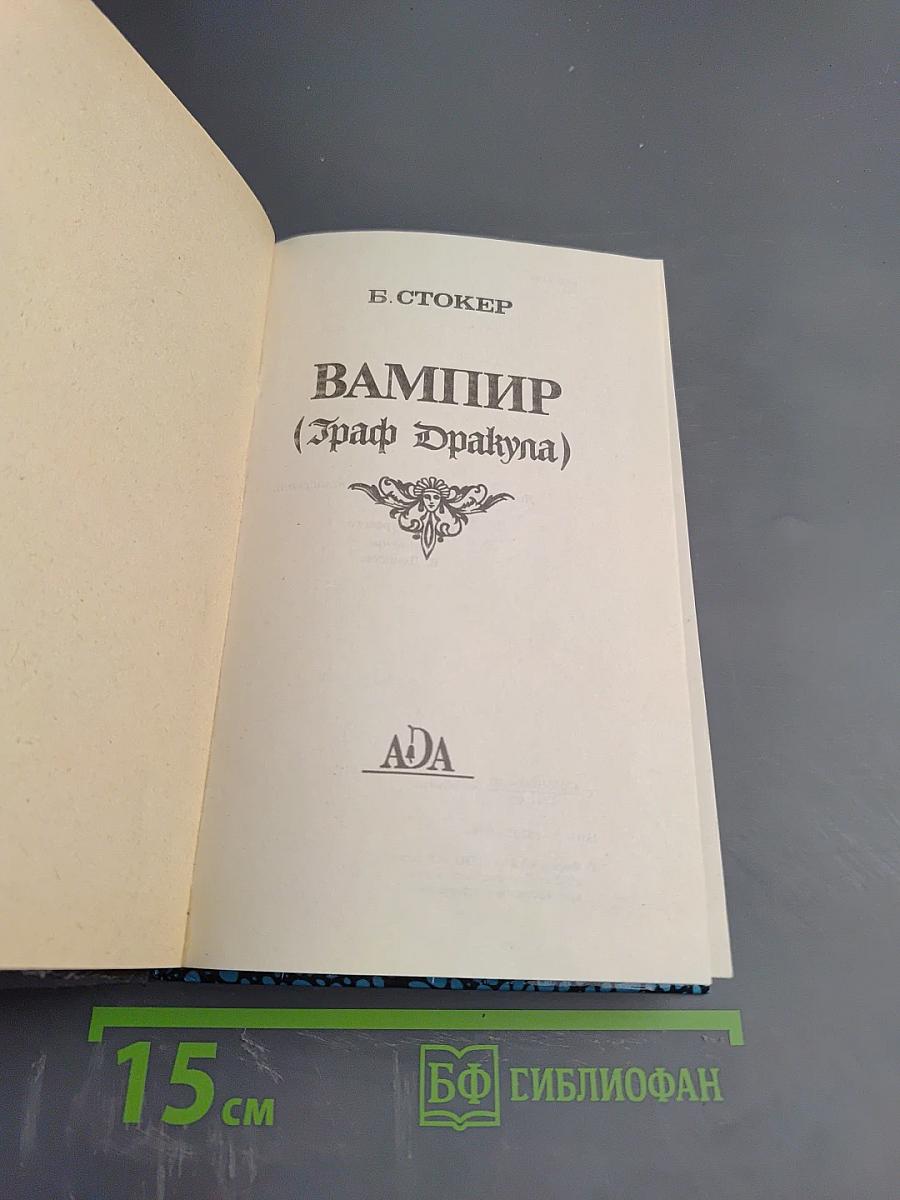 Б. СТОКЕР
ВАМПИР
(Граф Дракула)
ADA
15 см
БФ БИБЛИОФАН